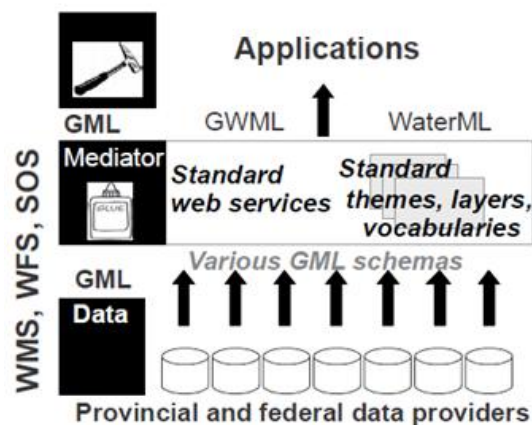 Applications
GML GWML WaterML
WMS, WFS, SOS
Mediator
GLUE
Standard
web services
Standard
themes, layers,
vocabularies
Various GML schemas
GML
Data
Provincial and federal data providers